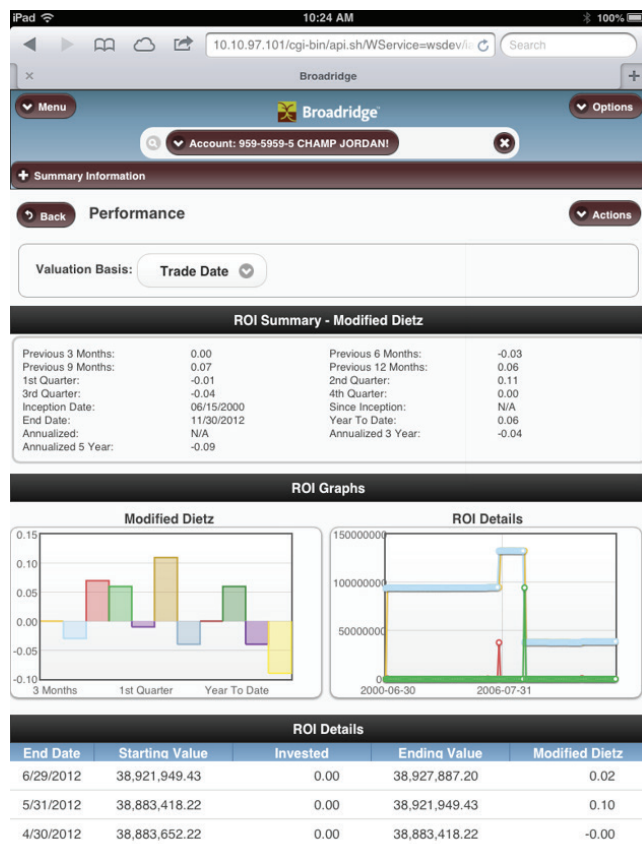 iPad 10:24 AM 100%
10.10.97.101/cgi-bin/api.sh/WService=wsdev/ Search
Broadridge
Menu Broadridge Options
Account: 959-5959-5 CHAMP JORDAN!
Summary Information
Back Performance Actions
Valuation Basis: Trade Date
ROI Summary - Modified Dietz
Previous 3 Months: 0.00 Previous 6 Months: -0.03
Previous 9 Months: 0.07 Previous 12 Months: 0.06
1st Quarter: -0.01 2nd Quarter: 0.11
3rd Quarter: -0.04 4th Quarter: 0.00
Inception Date: 06/15/2000 Since Inception: N/A
End Date: 11/30/2012 Year To Date: 0.06
Annualized: N/A Annualized 3 Year: -0.04
Annualized 5 Year: -0.09
ROI Graphs
Modified Dietz
0.15
0.10
0.05
0.00
-0.05
-0.10
3 Months 1st Quarter Year To Date
ROI Details
150000000
100000000
50000000
0
2000-06-30 2006-07-31
ROI Details
End Date Starting Value Invested Ending Value Modified Dietz
6/29/2012 38,921,949.43 0.00 38,927,887.20 0.02
5/31/2012 38,883,418.22 0.00 38,921,949.43 0.10
4/30/2012 38,883,652.22 0.00 38,883,418.22 -0.00